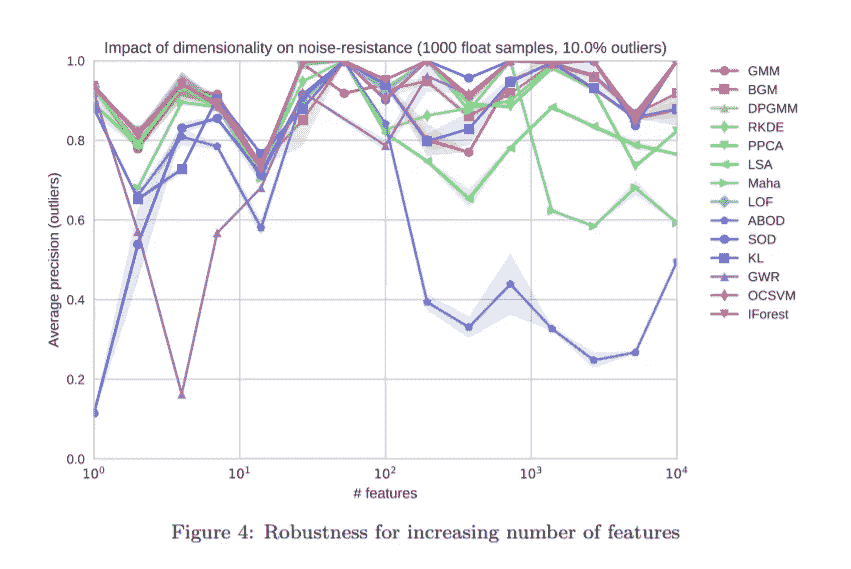 Impact of dimensionality on noise-resistance (1000 float samples, 10.0% outliers)
1.0
0.8
0.6
0.4
0.2
0.0
Average precision (outliers)
10⁰
10¹
10²
10³
10⁴
# features
GMM
BGM
DPGMM
RKDE
PPCA
LSA
Maha
LOF
ABOD
SOD
KL
GWR
OCSVM
IForest
Figure 4: Robustness for increasing number of features